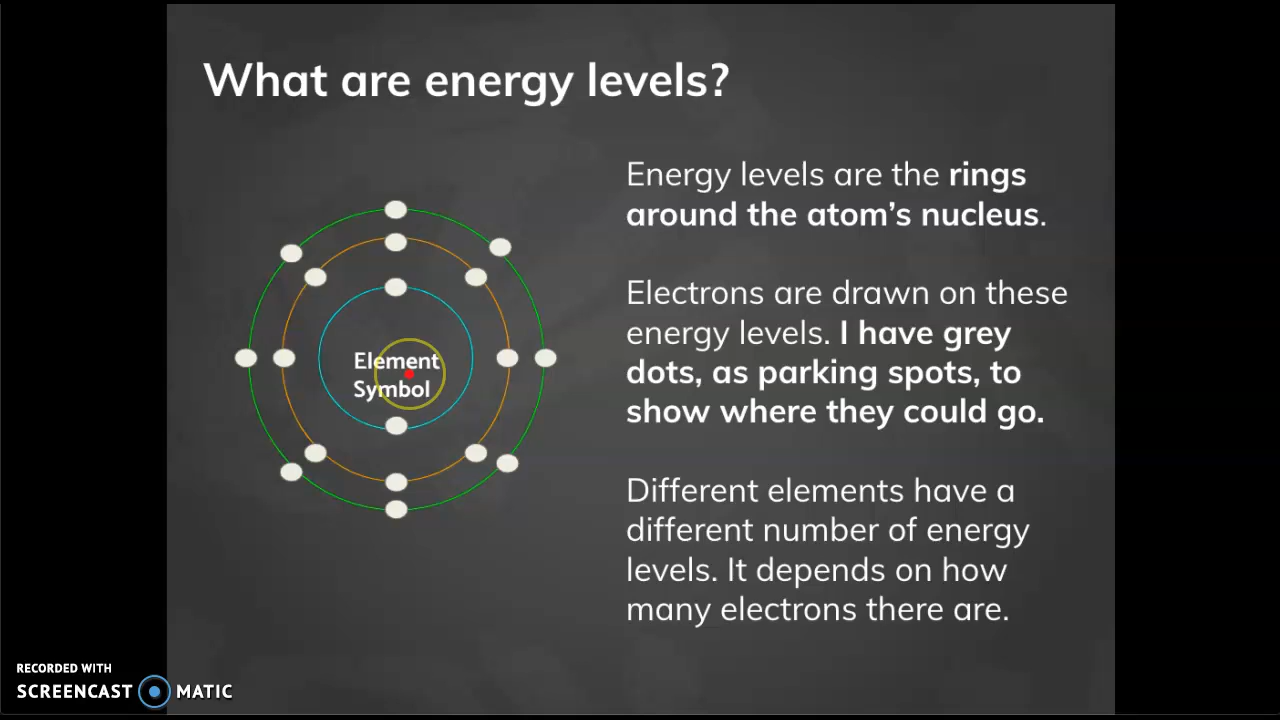 What are energy levels?
Energy levels are the rings
around the atom's nucleus.
Electrons are drawn on these
energy levels. I have grey
dots, as parking spots, to
show where they could go.
Different elements have a
different number of energy
levels. It depends on how
many electrons there are.
Element
Symbol
RECORDED WITH
SCREENCAST MATIC